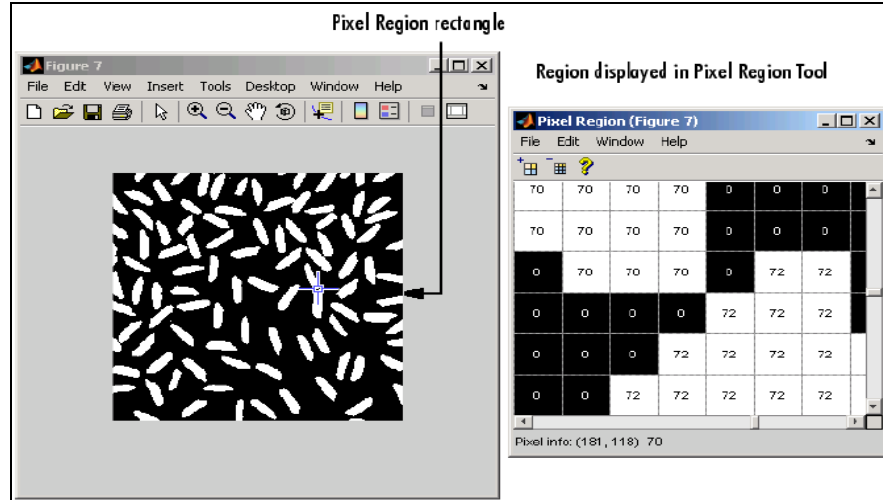 Pixel Region rectangle
Figure 7
File Edit View Insert Tools Desktop Window Help
Region displayed in Pixel Region Tool
Pixel Region (Figure 7)
File Edit Window Help
70 70 70 70 0 0 0
70 70 70 70 0 0 0
0 70 70 70 0 72 72
0 0 0 0 72 72 72
0 0 0 72 72 72 72
0 0 72 72 72 72 72
Pixel info: (181, 118) 70